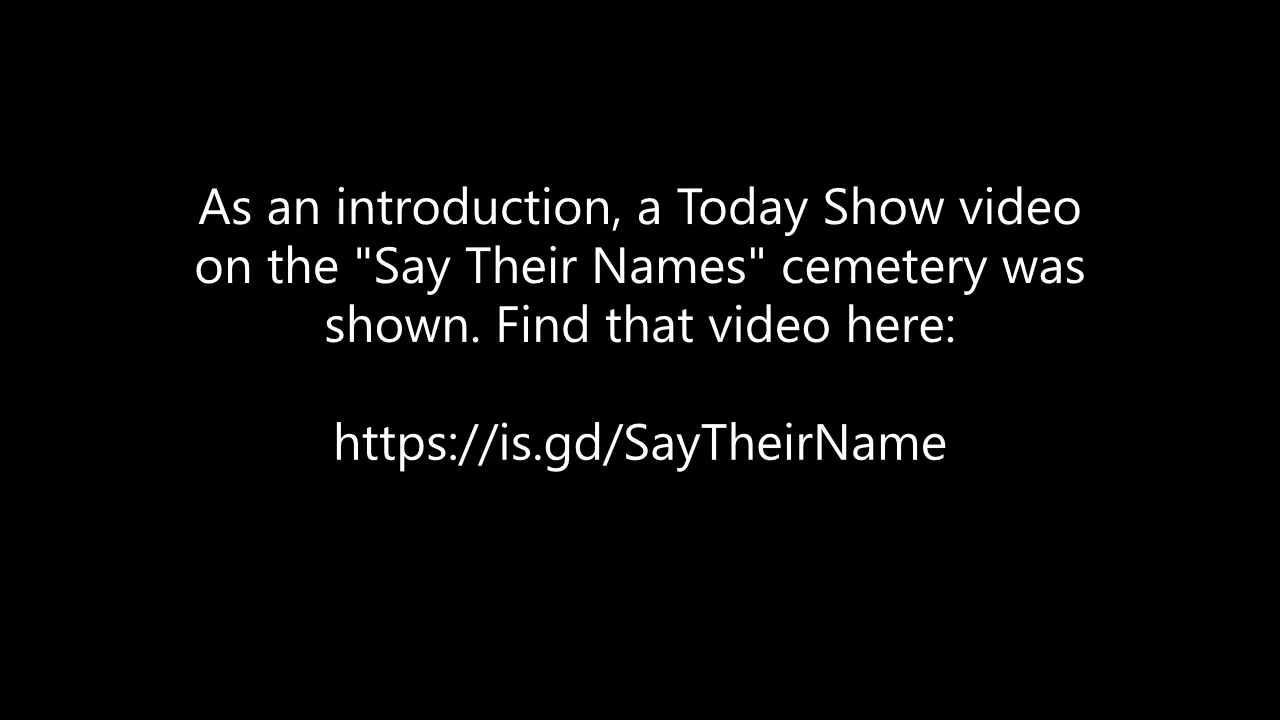 As an introduction, a Today Show video
on the "Say Their Names" cemetery was
shown. Find that video here:
https://is.gd/SayTheirName